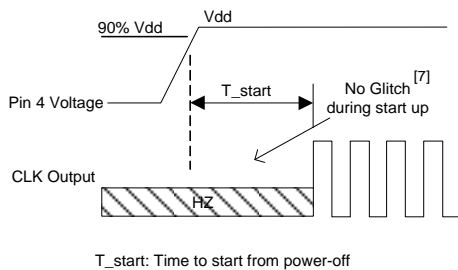 Vdd
90% Vdd
T_start
No Glitch [7]
during start up
Pin 4 Voltage
CLK Output
HZ
T_start: Time to start from power-off